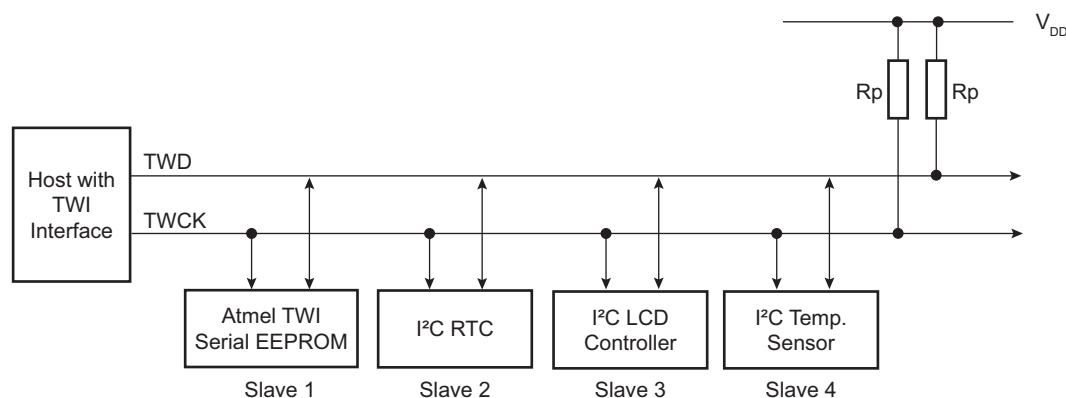 V_DD
Rp
Rp
Host with
TWI
Interface
TWD
TWCK
Atmel TWI
Serial EEPROM
I²C RTC
I²C LCD
Controller
I²C Temp.
Sensor
Slave 1
Slave 2
Slave 3
Slave 4